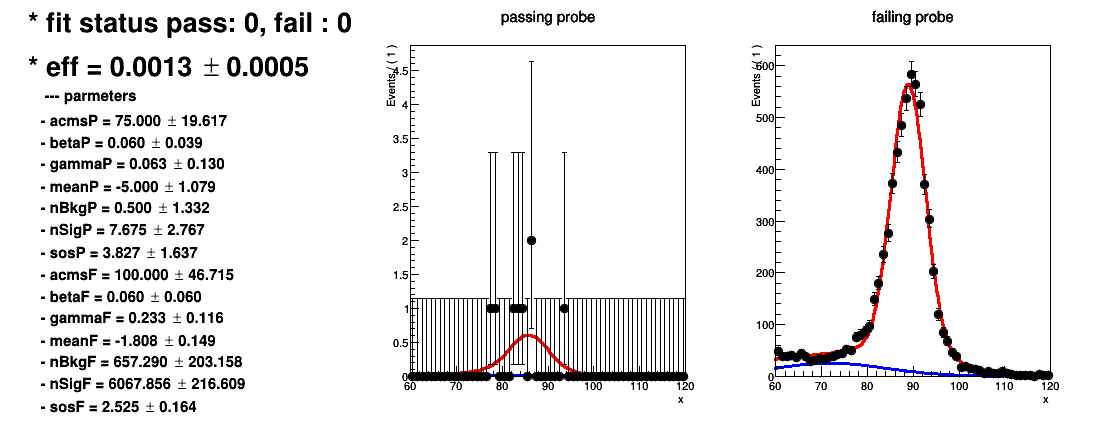 * fit status pass: 0, fail : 0
* eff = 0.0013 ± 0.0005
--- parmeters
- acmsP = 75.000 ± 19.617
- betaP = 0.060 ± 0.039
- gammaP = 0.063 ± 0.130
- meanP = -5.000 ± 1.079
- nBkgP = 0.500 ± 1.332
- nSigP = 7.675 ± 2.767
- sosP = 3.827 ± 1.637
- acmsF = 100.000 ± 46.715
- betaF = 0.060 ± 0.060
- gammaF = 0.233 ± 0.116
- meanF = -1.808 ± 0.149
- nBkgF = 657.290 ± 203.158
- nSigF = 6067.856 ± 216.609
- sosF = 2.525 ± 0.164
passing probe
Events / ( 1 )
4.5
4
3.5
3
2.5
2
1.5
1
0.5
0
60 70 80 90 100 110 120
x
failing probe
Events / ( 1 )
600
500
400
300
200
100
0
60 70 80 90 100 110 120
x